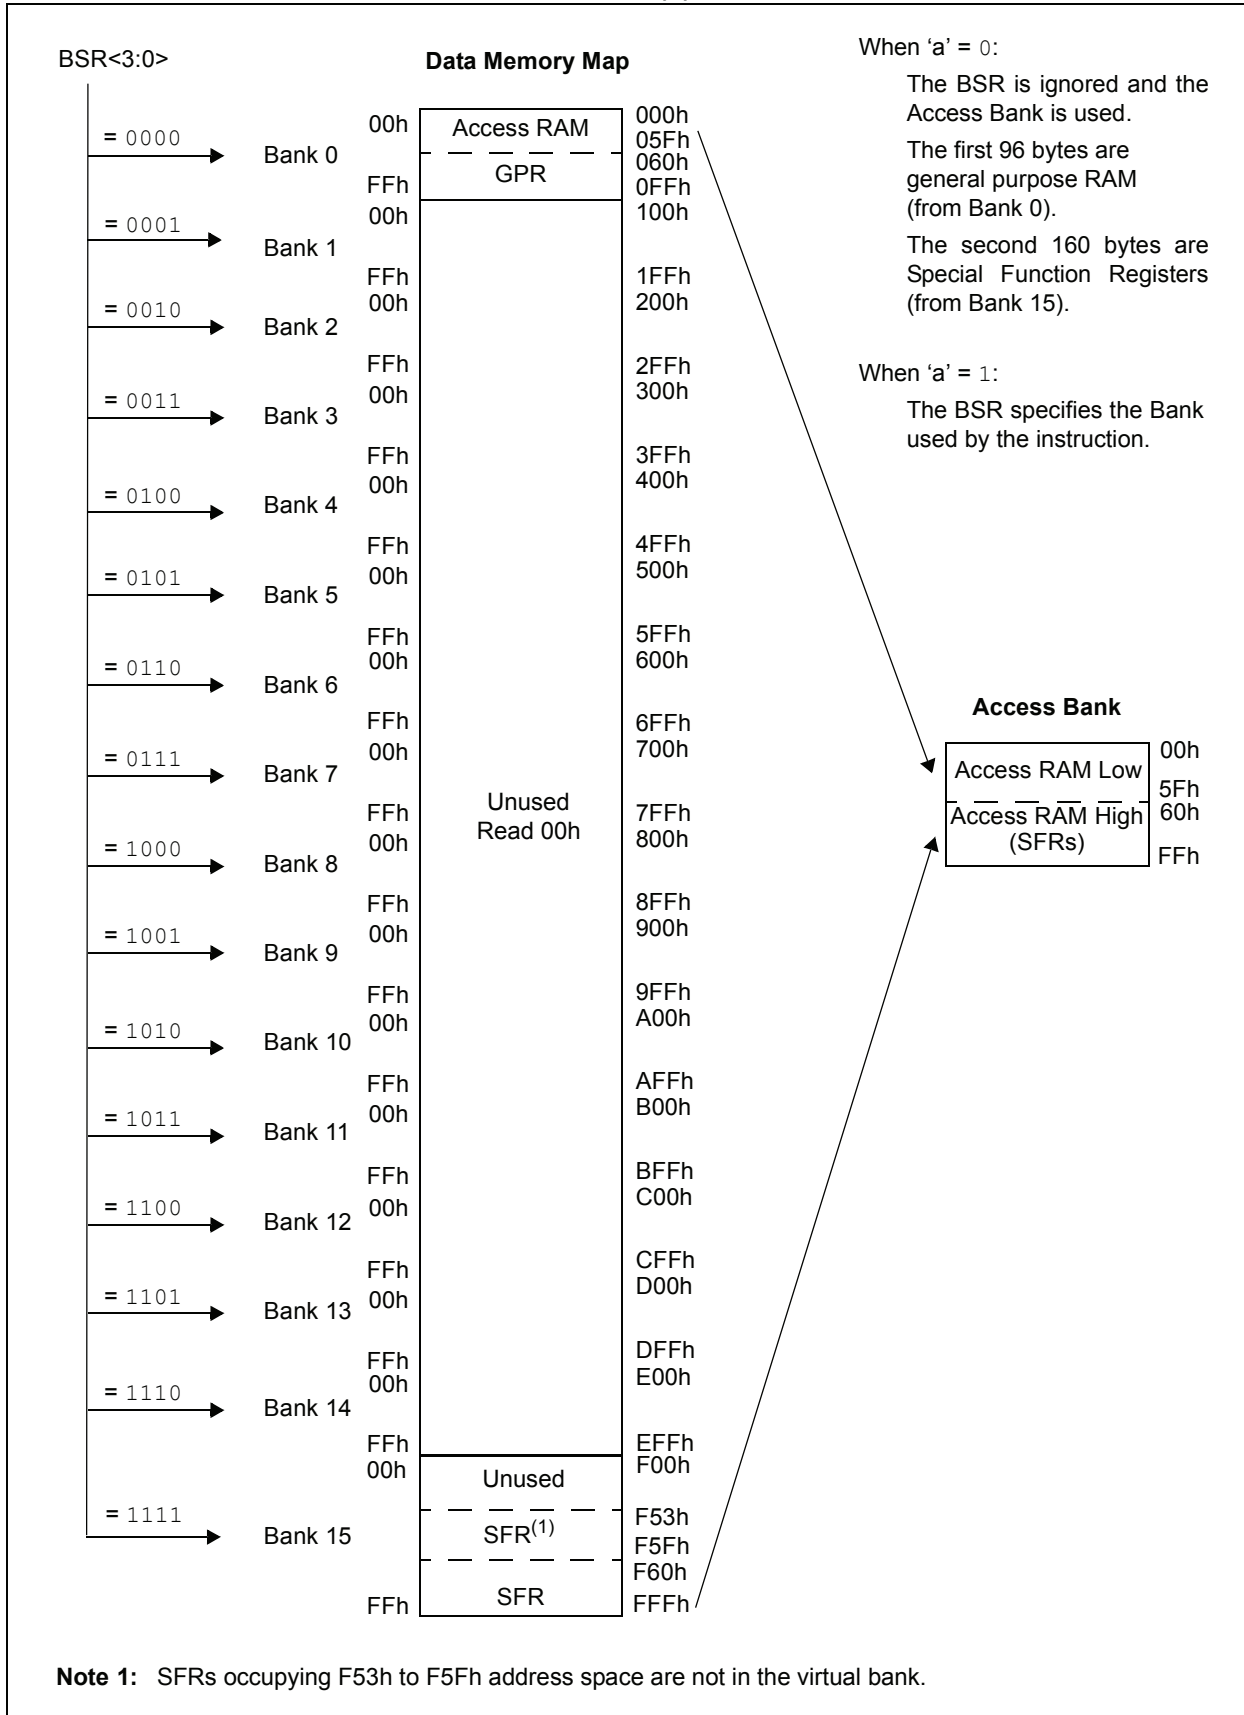 BSR<3:0>
Data Memory Map
When ‘a’ = 0:
The BSR is ignored and the
Access Bank is used.
The first 96 bytes are
general purpose RAM
(from Bank 0).
The second 160 bytes are
Special Function Registers
(from Bank 15).
When ‘a’ = 1:
The BSR specifies the Bank
used by the instruction.
= 0000
Bank 0
00h
Access RAM
000h
05Fh
060h
GPR
FFh
0FFh
= 0001
Bank 1
00h
100h
FFh
1FFh
= 0010
Bank 2
00h
200h
FFh
2FFh
= 0011
Bank 3
00h
300h
FFh
3FFh
= 0100
Bank 4
00h
400h
FFh
4FFh
= 0101
Bank 5
00h
500h
FFh
5FFh
= 0110
Bank 6
00h
600h
FFh
6FFh
= 0111
Bank 7
00h
700h
FFh
7FFh
Unused
Read 00h
= 1000
Bank 8
00h
800h
FFh
8FFh
= 1001
Bank 9
00h
900h
FFh
9FFh
= 1010
Bank 10
00h
A00h
FFh
AFFh
= 1011
Bank 11
00h
B00h
FFh
BFFh
= 1100
Bank 12
00h
C00h
FFh
CFFh
= 1101
Bank 13
00h
D00h
FFh
DFFh
= 1110
Bank 14
00h
E00h
FFh
EFFh
= 1111
Bank 15
00h
F00h
Unused
F53h
SFR(1)
F5Fh
F60h
SFR
FFh
FFFh
Access Bank
Access RAM Low
00h
5Fh
Access RAM High
(SFRs)
60h
FFh
Note 1: SFRs occupying F53h to F5Fh address space are not in the virtual bank.